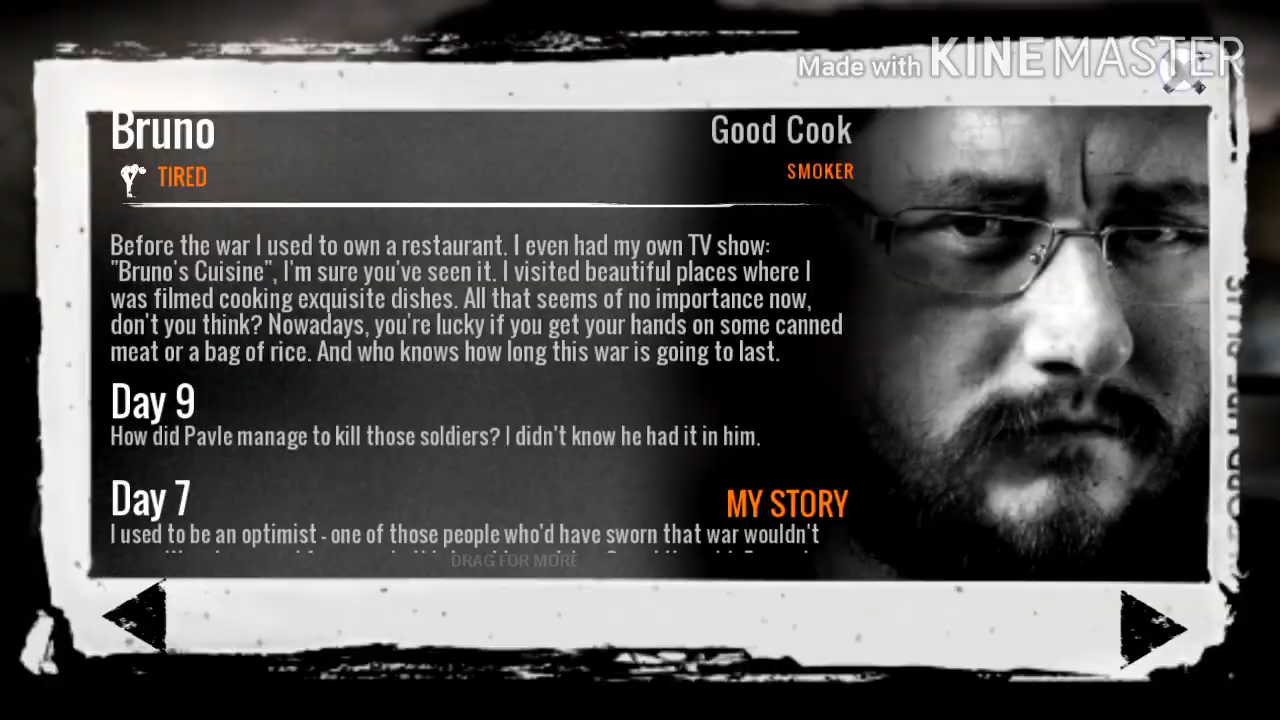 Made with KINEMASTER
Bruno
Good Cook
TIRED
SMOKER
Before the war I used to own a restaurant. I even had my own TV show:
"Bruno's Cuisine", I'm sure you've seen it. I visited beautiful places where I
was filmed cooking exquisite dishes. All that seems of no importance now,
don't you think? Nowadays, you're lucky if you get your hands on some canned
meat or a bag of rice. And who knows how long this war is going to last.
Day 9
How did Pavle manage to kill those soldiers? I didn't know he had it in him.
Day 7
MY STORY
I used to be an optimist - one of those people who'd have sworn that war wouldn't
DRAG FOR MORE